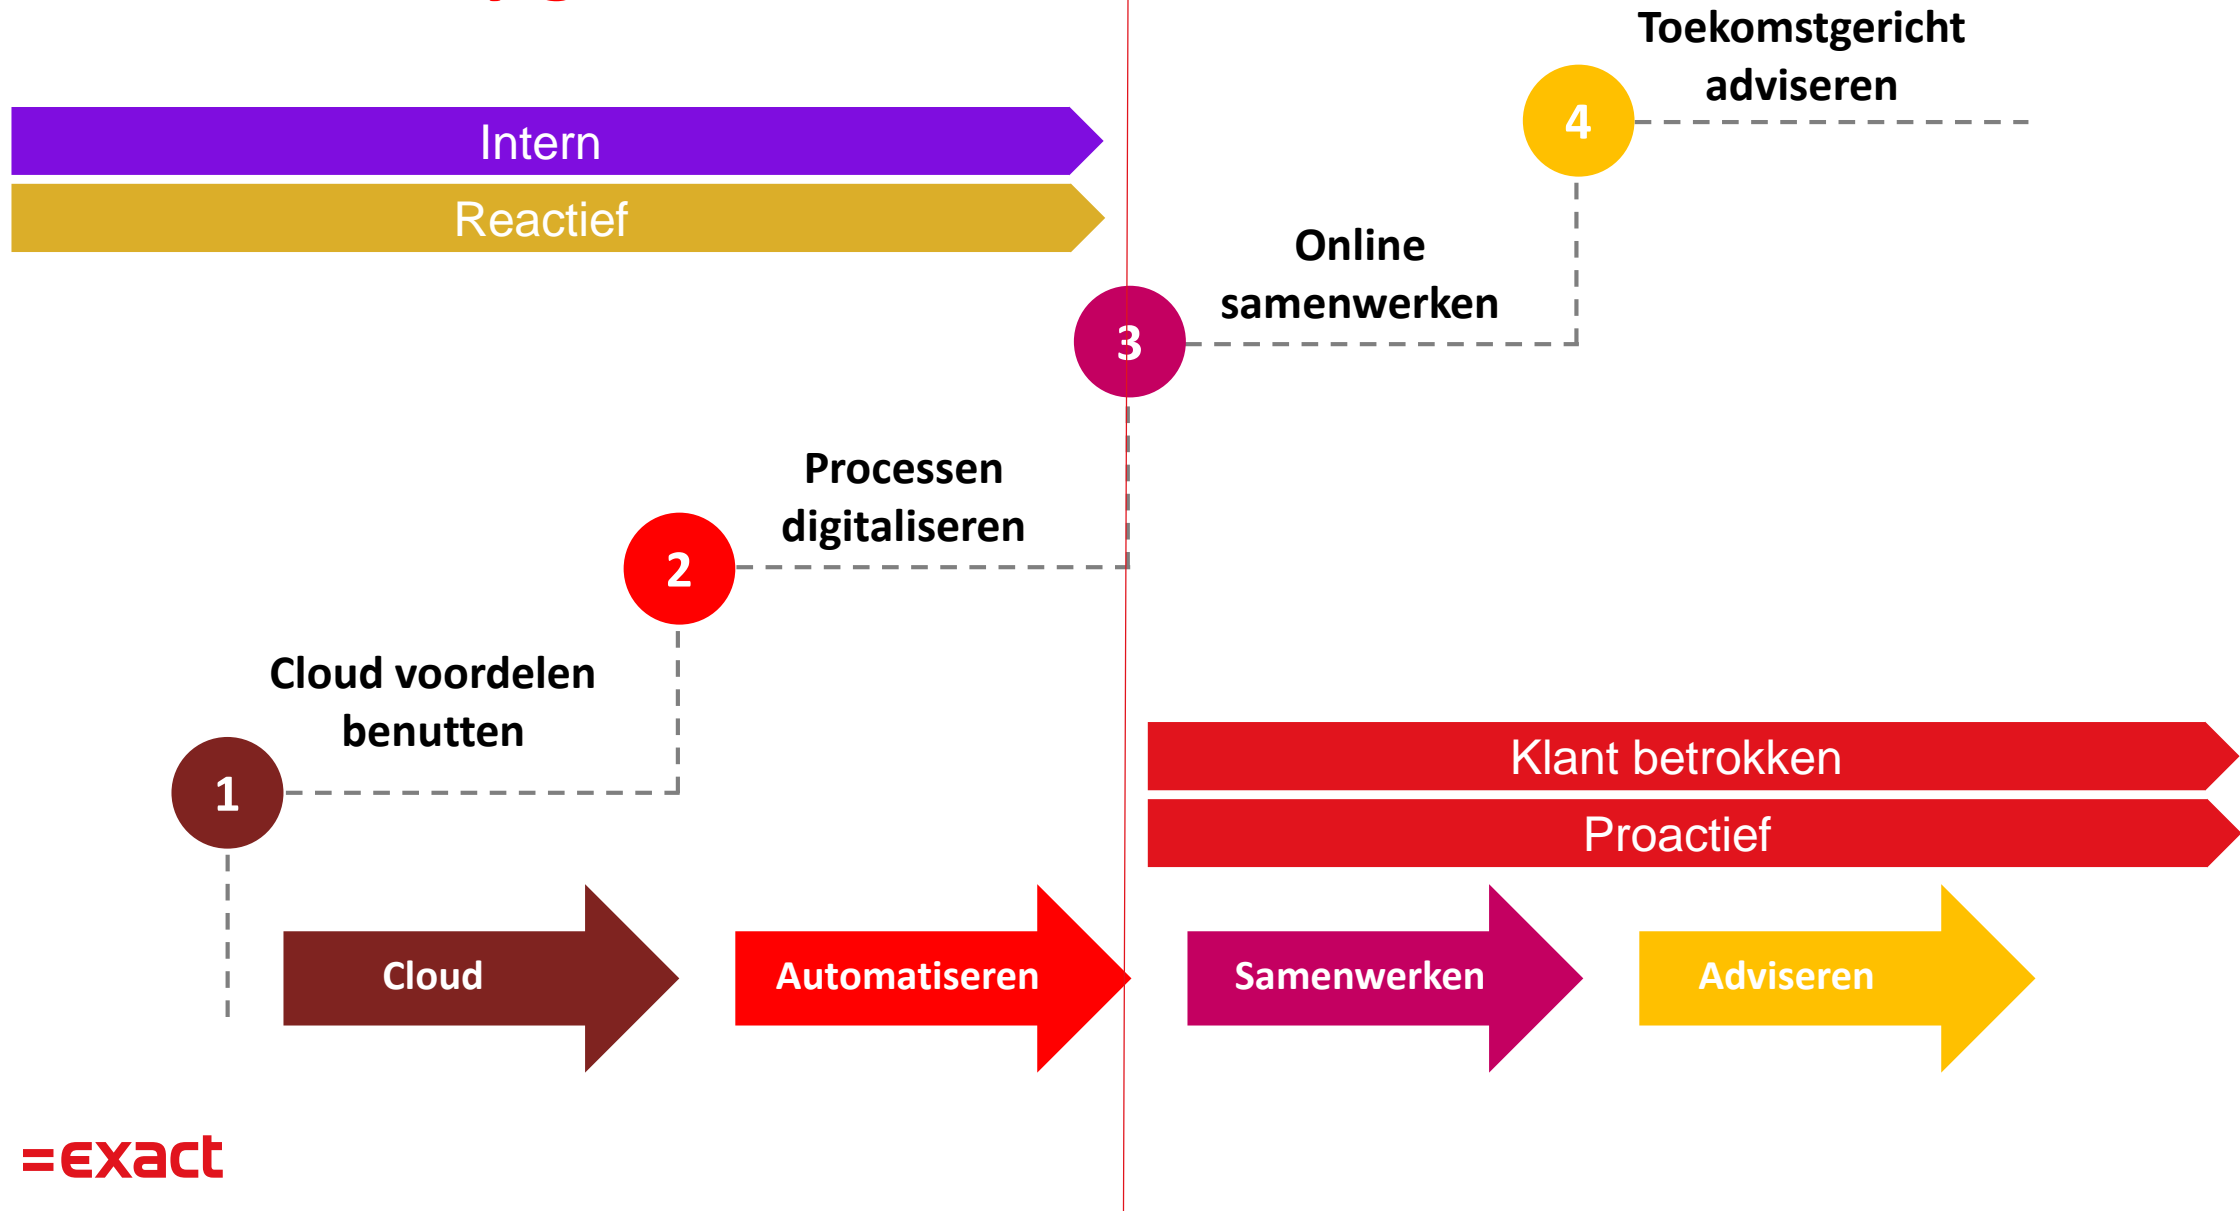 Toekomstgericht
adviseren
4
Intern
Reactief
Online
samenwerken
3
Processen
digitaliseren
2
Cloud voordelen
benutten
1
Klant betrokken
Proactief
Cloud
Automatiseren
Samenwerken
Adviseren
=exact